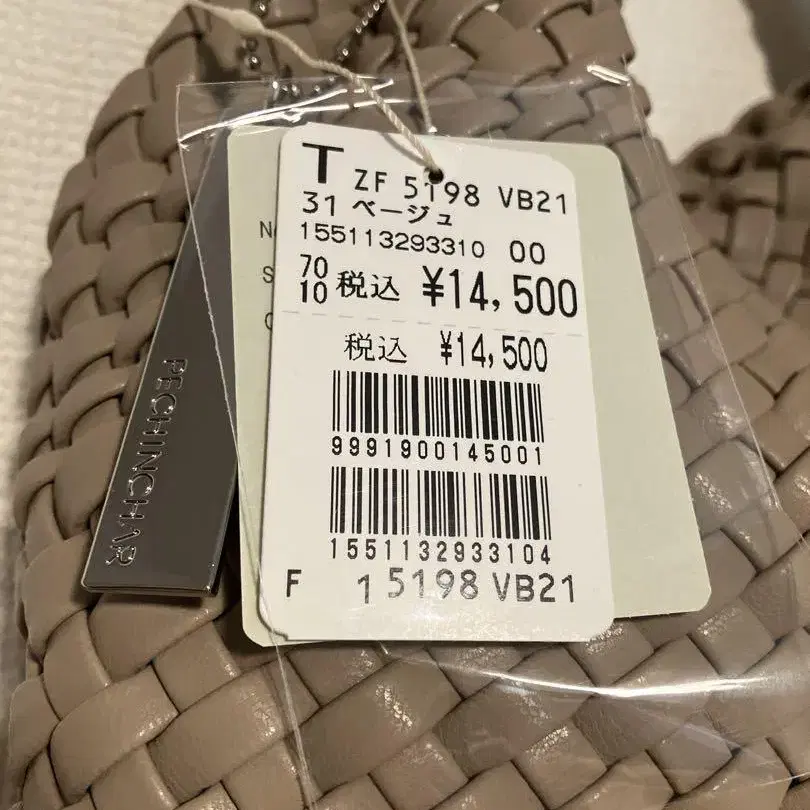 T ZF 5198 VB21
31 ベージュ
155113293310 00
70
10 税込 ¥14,500
税込 ¥14,500
9991900145001
1551132933104
F 15198 VB21
PECHINCHAR